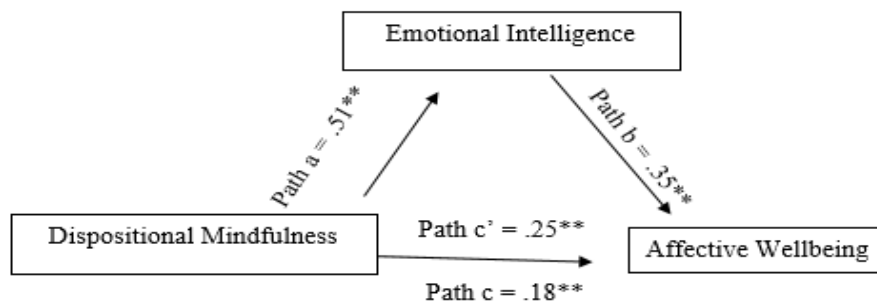 Emotional Intelligence
Path a = .51**
Path b = .35**
Dispositional Mindfulness
Path c’ = .25**
Affective Wellbeing
Path c = .18**